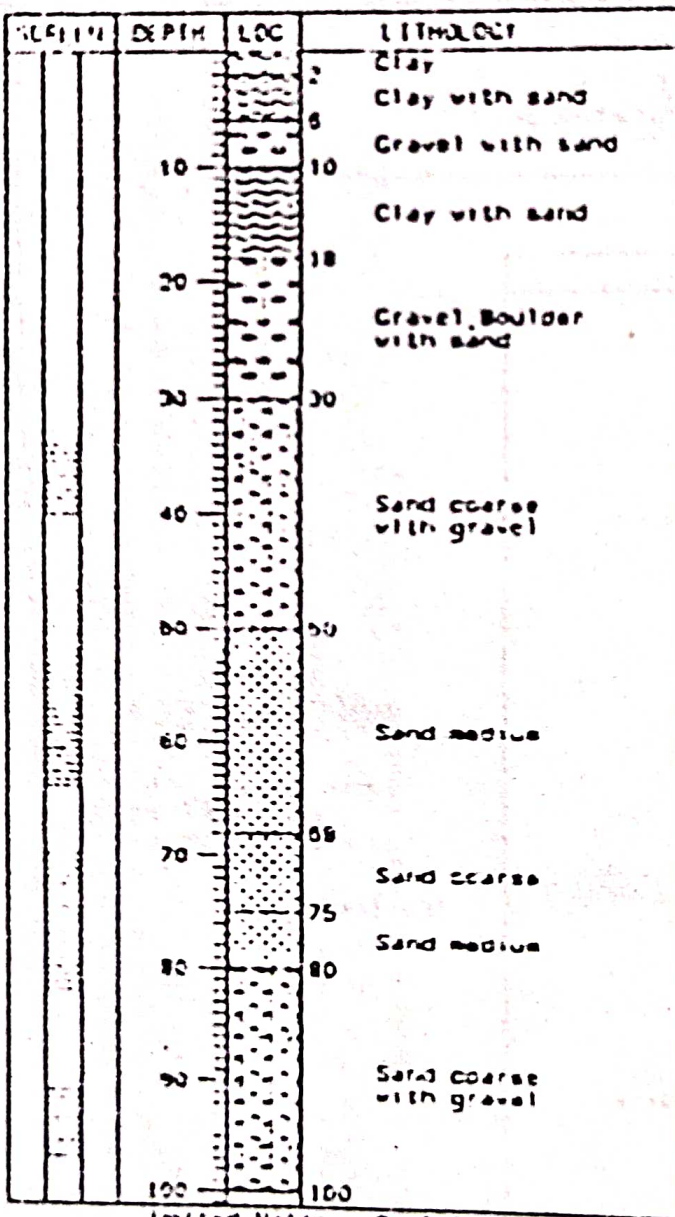 SCREEN DEPTH LOG LITHOLOGY
Clay
2
Clay with sand
6
Gravel with sand
10 10
Clay with sand
18
20
Gravel, Boulder
with sand
30 30
Sand coarse
with gravel
40
50 50
Sand medium
60
68
70
Sand coarse
75
Sand medium
80 80
90
Sand coarse
with gravel
100 100